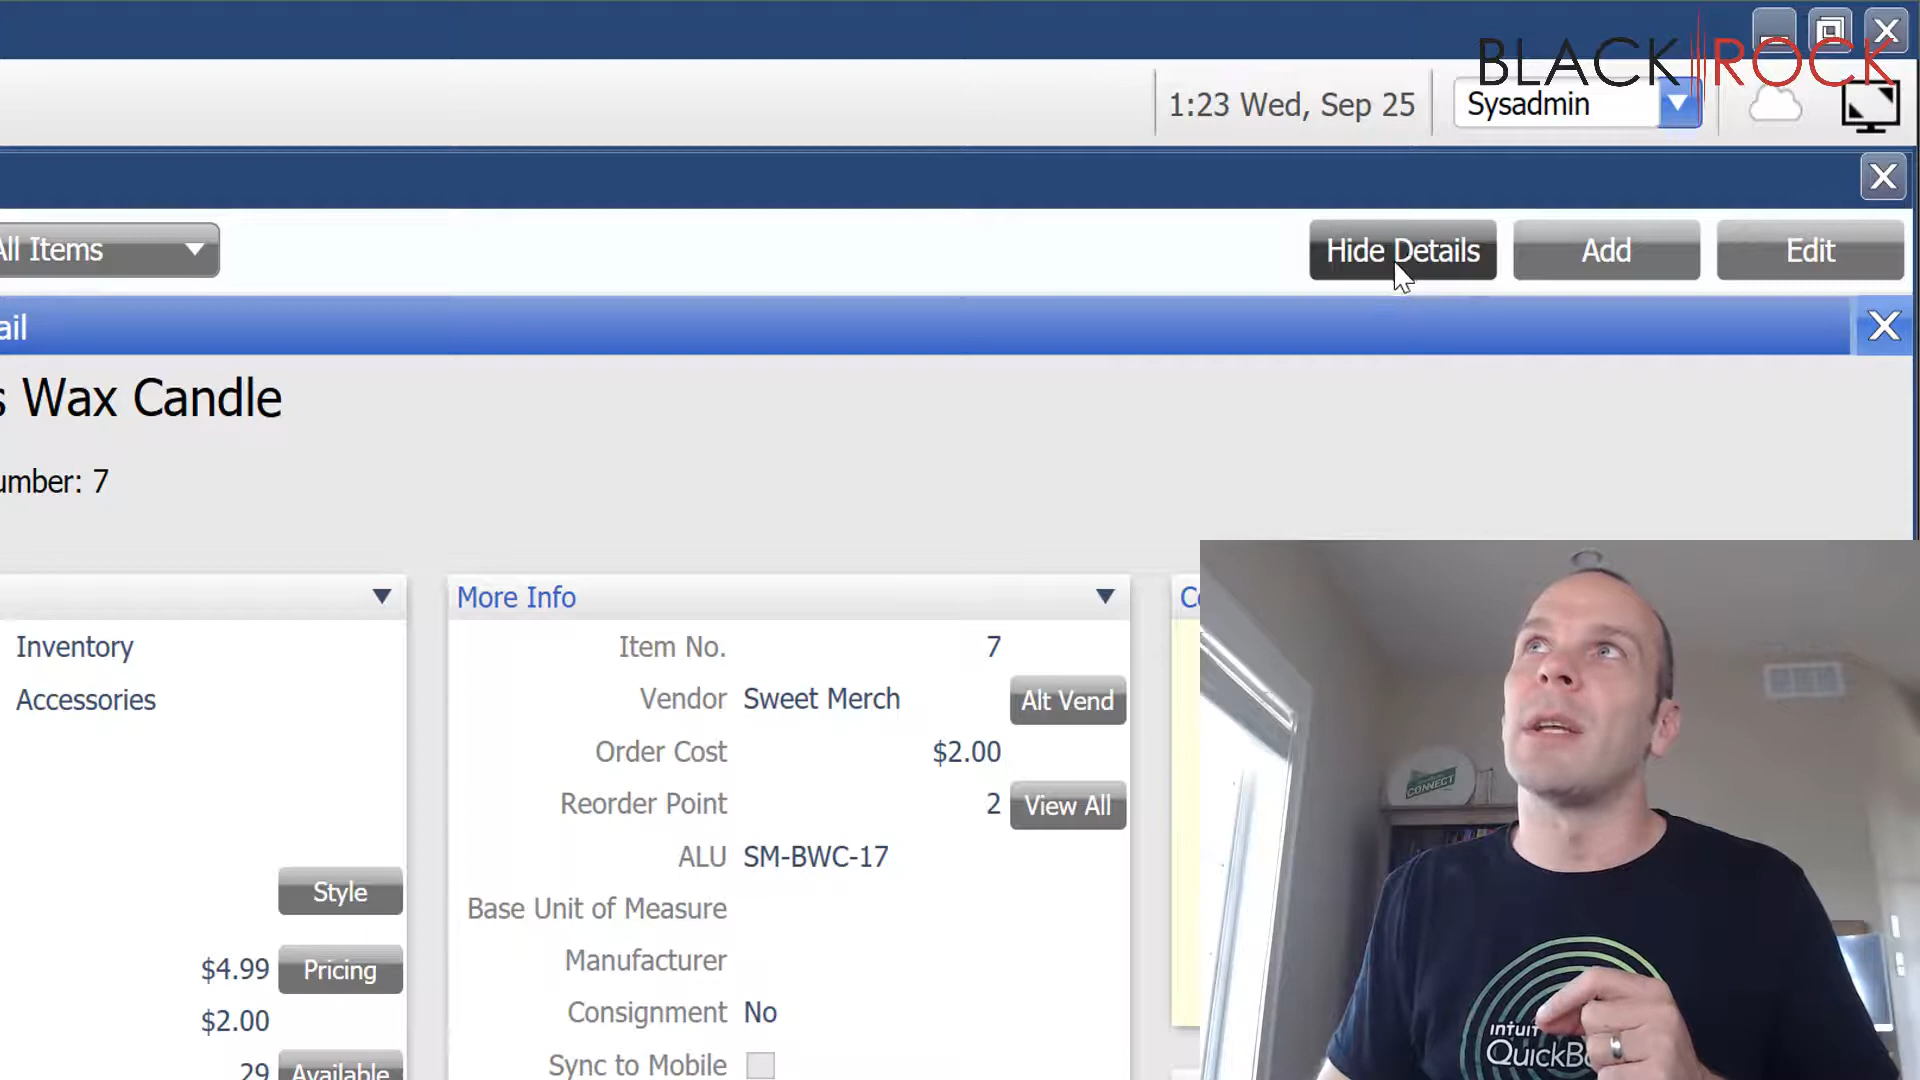 BLACK ROCK
1:23 Wed, Sep 25
Sysadmin
All Items
Hide Details
Add
Edit
ail
s Wax Candle
umber: 7
More Info
Inventory
Accessories
Style
$4.99
Pricing
$2.00
29
Available
Item No.
7
Vendor
Sweet Merch
Alt Vend
Order Cost
$2.00
Reorder Point
2
View All
ALU
SM-BWC-17
Base Unit of Measure
Manufacturer
Consignment
No
Sync to Mobile
CONNECT
intuit
QuickB